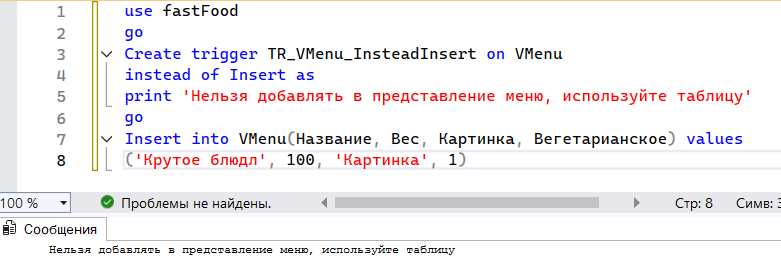 1 use fastFood
2 go
3 Create trigger TR_VMenu_InsteadInsert on VMenu
4 instead of Insert as
5 print 'Нельзя добавлять в представление меню, используйте таблицу'
6 go
7 Insert into VMenu(Название, Вес, Картинка, Вегетарианское) values
8 ('Крутое блюдл', 100, 'Картинка', 1)
100 % Проблемы не найдены. Стр: 8 Симв: 3
Сообщения
Нельзя добавлять в представление меню, используйте таблицу